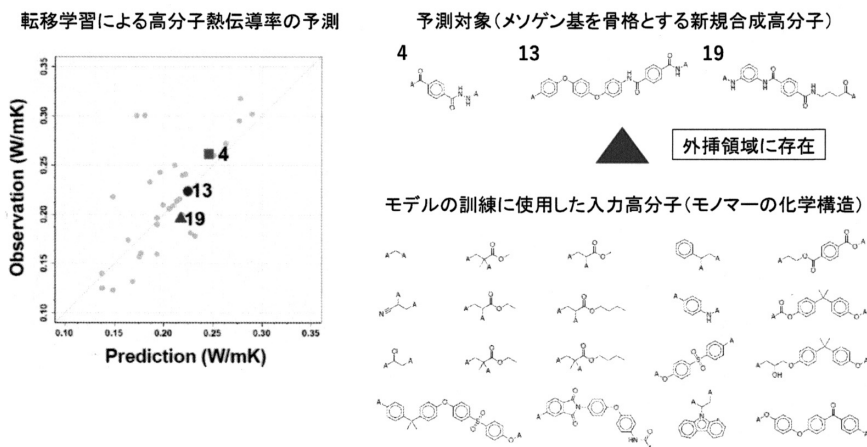 転移学習による高分子熱伝導率の予測
Observation (W/mK)
0.35
0.30
0.25
0.20
0.15
0.10
4
13
19
0.10 0.15 0.20 0.25 0.30 0.35
Prediction (W/mK)
予測対象(メソゲン基を骨格とする新規合成高分子)
4 13 19
外挿領域に存在
モデルの訓練に使用した入力高分子(モノマーの化学構造)